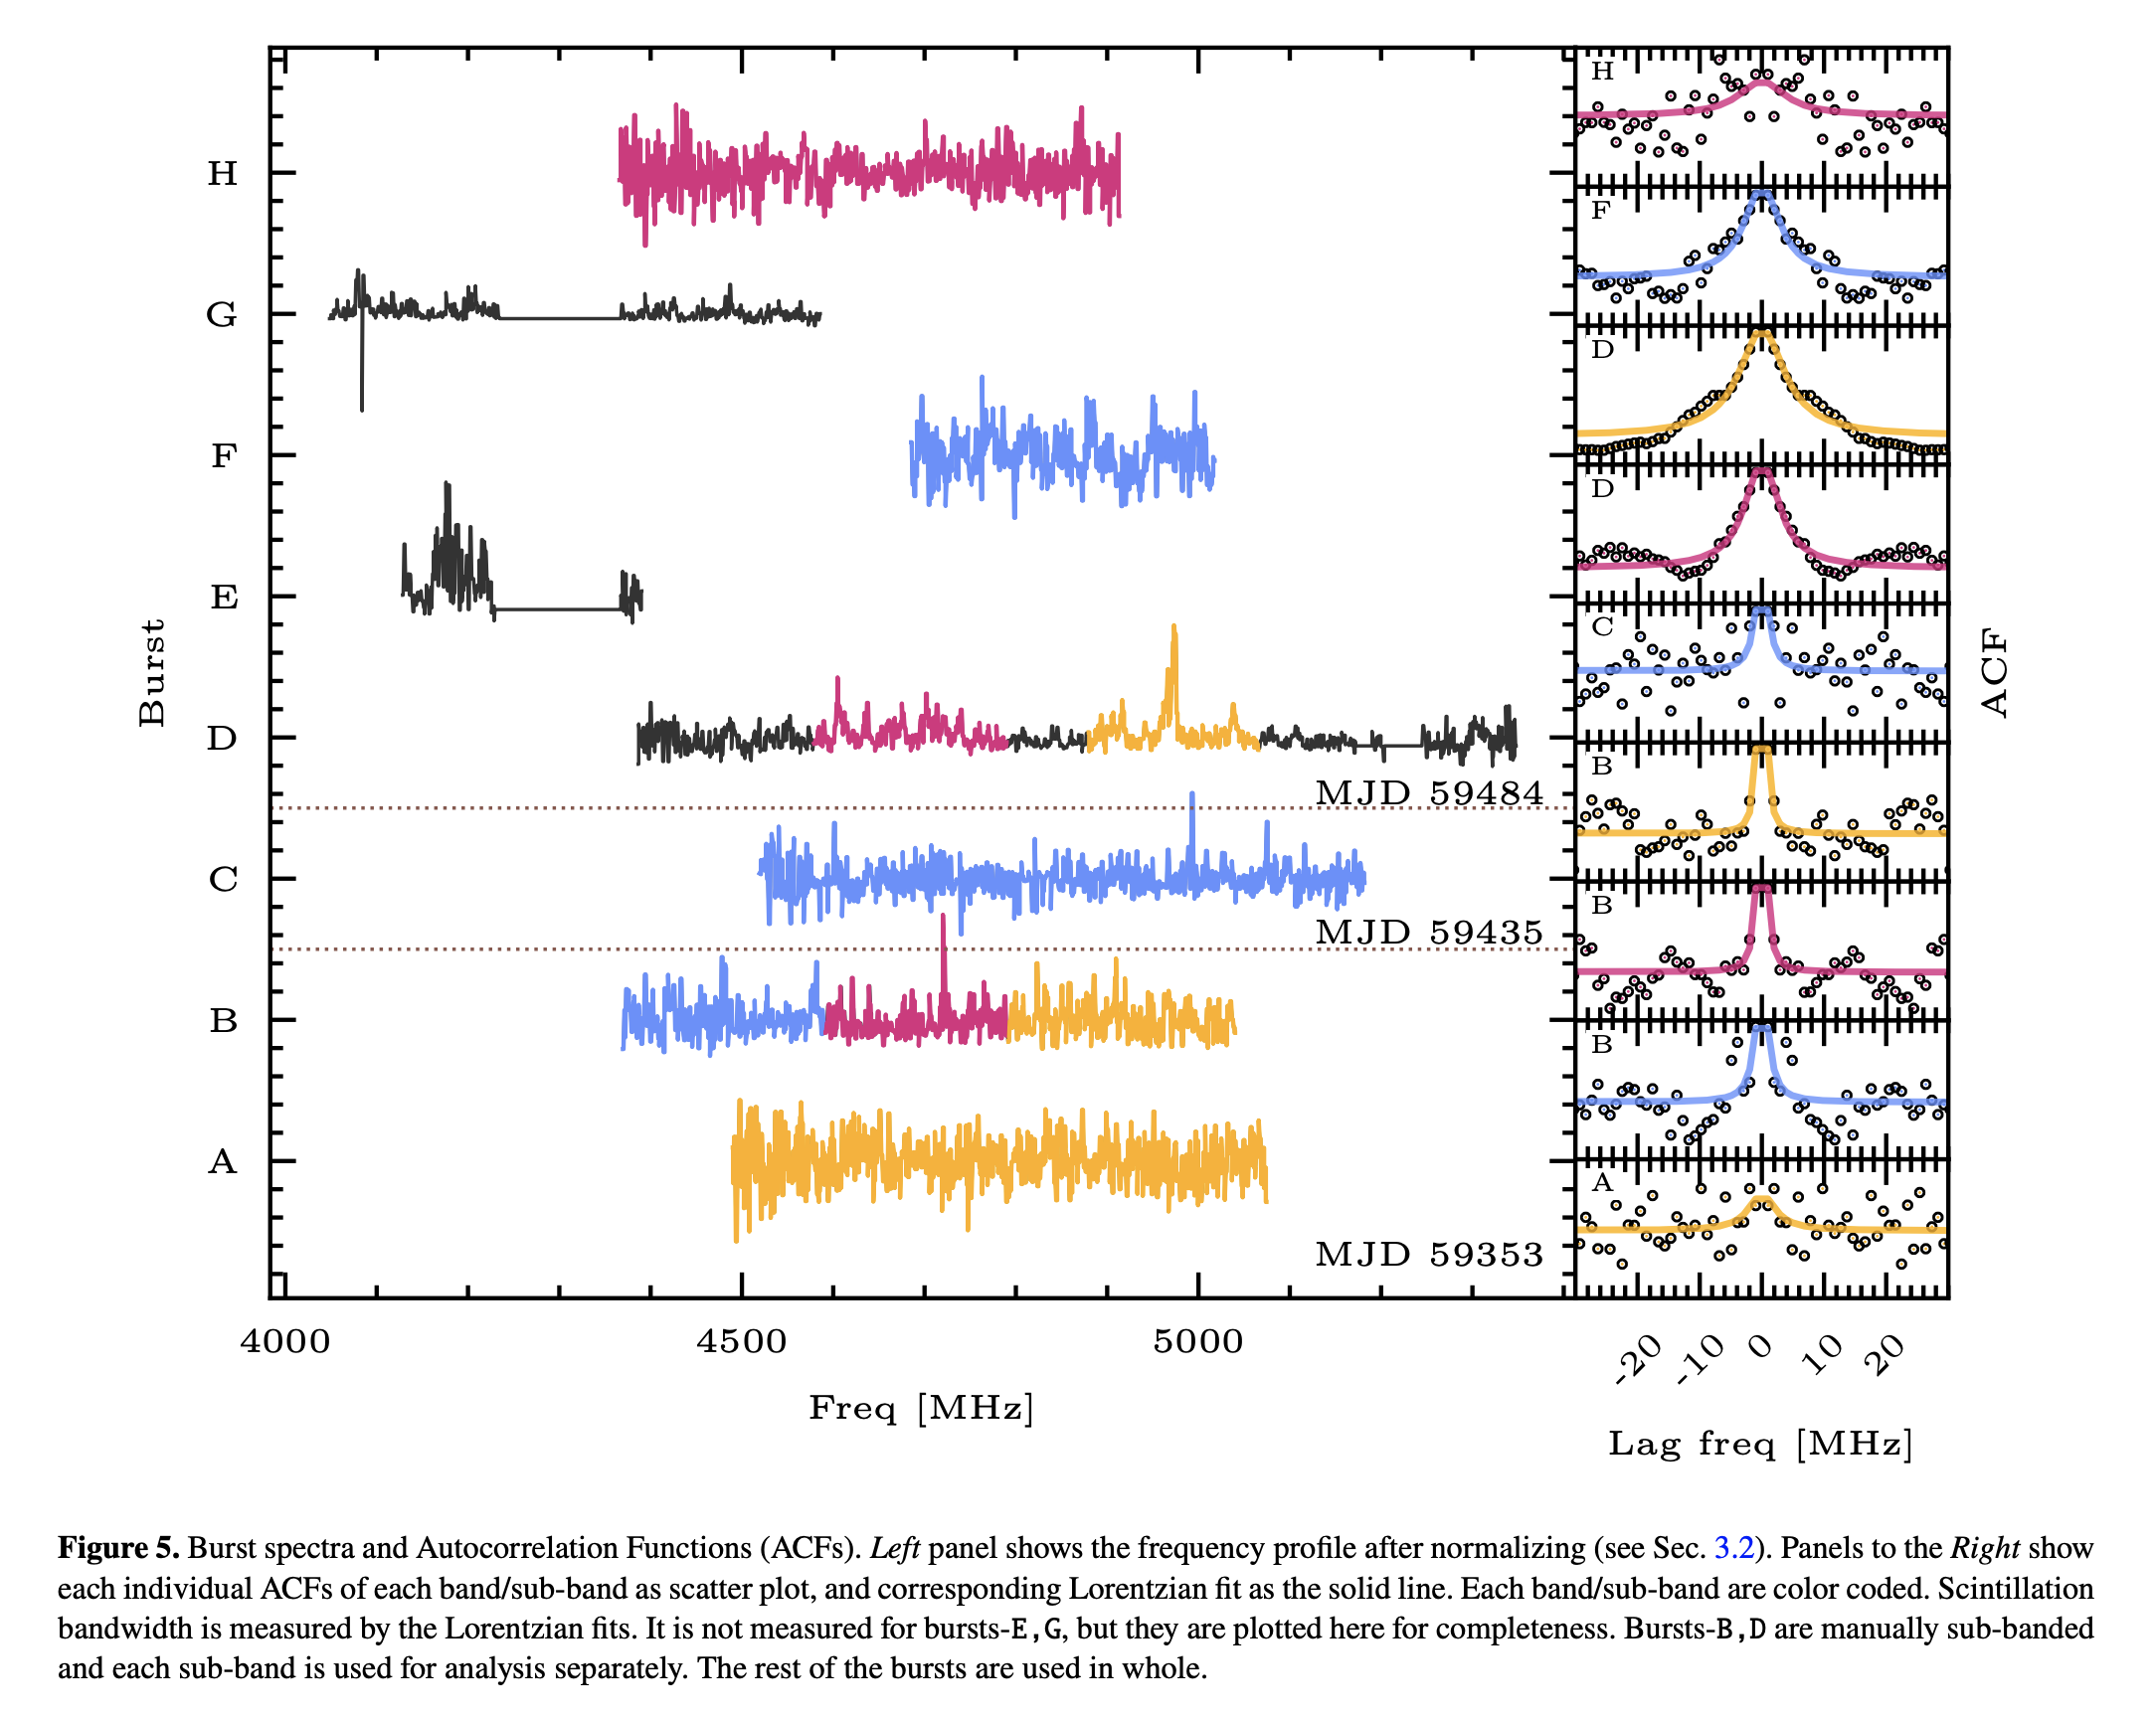 H
G
F
E
D
C
B
A
Burst
MJD 59484
MJD 59435
MJD 59353
4000 4500 5000
Freq [MHz]
H
F
D
D
C
B
B
B
A
ACF
-20 -10 0 10 20
Lag freq [MHz]
Figure 5. Burst spectra and Autocorrelation Functions (ACFs). Left panel shows the frequency profile after normalizing (see Sec. 3.2). Panels to the Right show
each individual ACFs of each band/sub-band as scatter plot, and corresponding Lorentzian fit as the solid line. Each band/sub-band are color coded. Scintillation
bandwidth is measured by the Lorentzian fits. It is not measured for bursts-E,G, but they are plotted here for completeness. Bursts-B,D are manually sub-banded
and each sub-band is used for analysis separately. The rest of the bursts are used in whole.